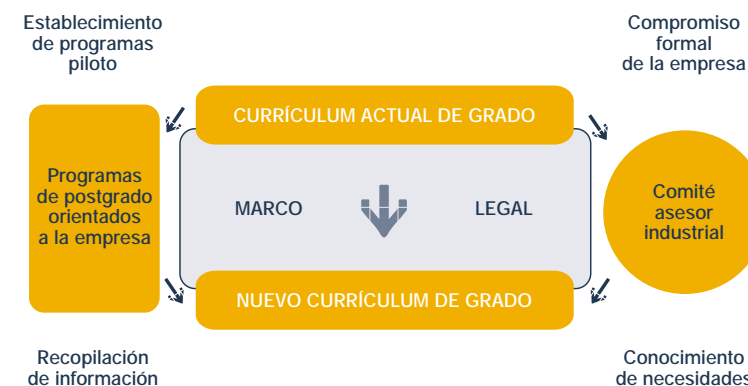 Establecimiento
de programas
piloto
Compromiso
formal
de la empresa
CURRÍCULUM ACTUAL DE GRADO
Programas
de postgrado
orientados
a la empresa
MARCO
LEGAL
Comité
asesor
industrial
NUEVO CURRÍCULUM DE GRADO
Recopilación
de información
Conocimiento
de necesidades